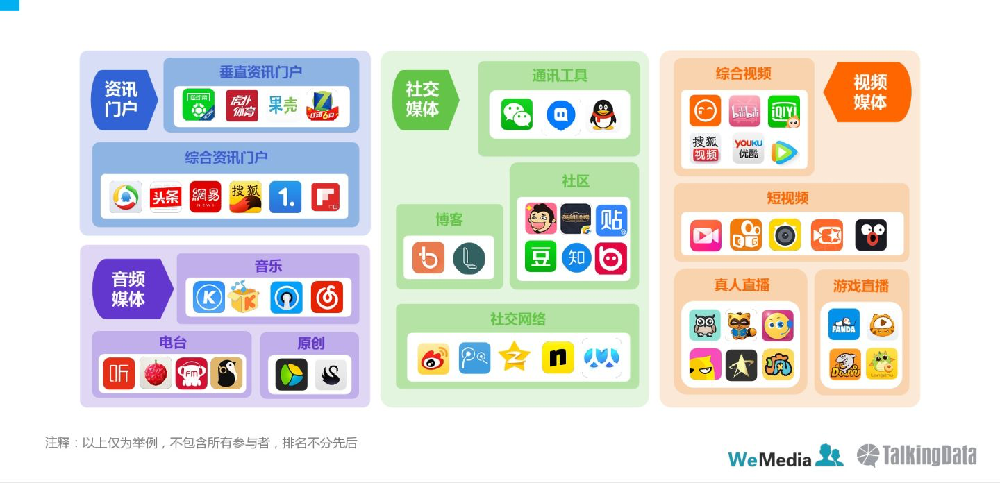 资讯
门户
垂直资讯门户
懂球帝
虎扑
体育
果壳
红动6月
综合资讯门户
头条
網易
NEWS
搜狐
1.
音频
媒体
音乐
K
K
电台
听
FM
原创
社交
媒体
通讯工具
社区
贴
豆
知
博客
社交网络
n
视频
媒体
综合视频
bilibili
iQIYI
搜狐
视频
YOUKU
优酷
短视频
真人直播
疯
游戏直播
PANDA
DOUYU
Longzhu
注释：以上仅为举例，不包含所有参与者，排名不分先后
WeMedia
TalkingData